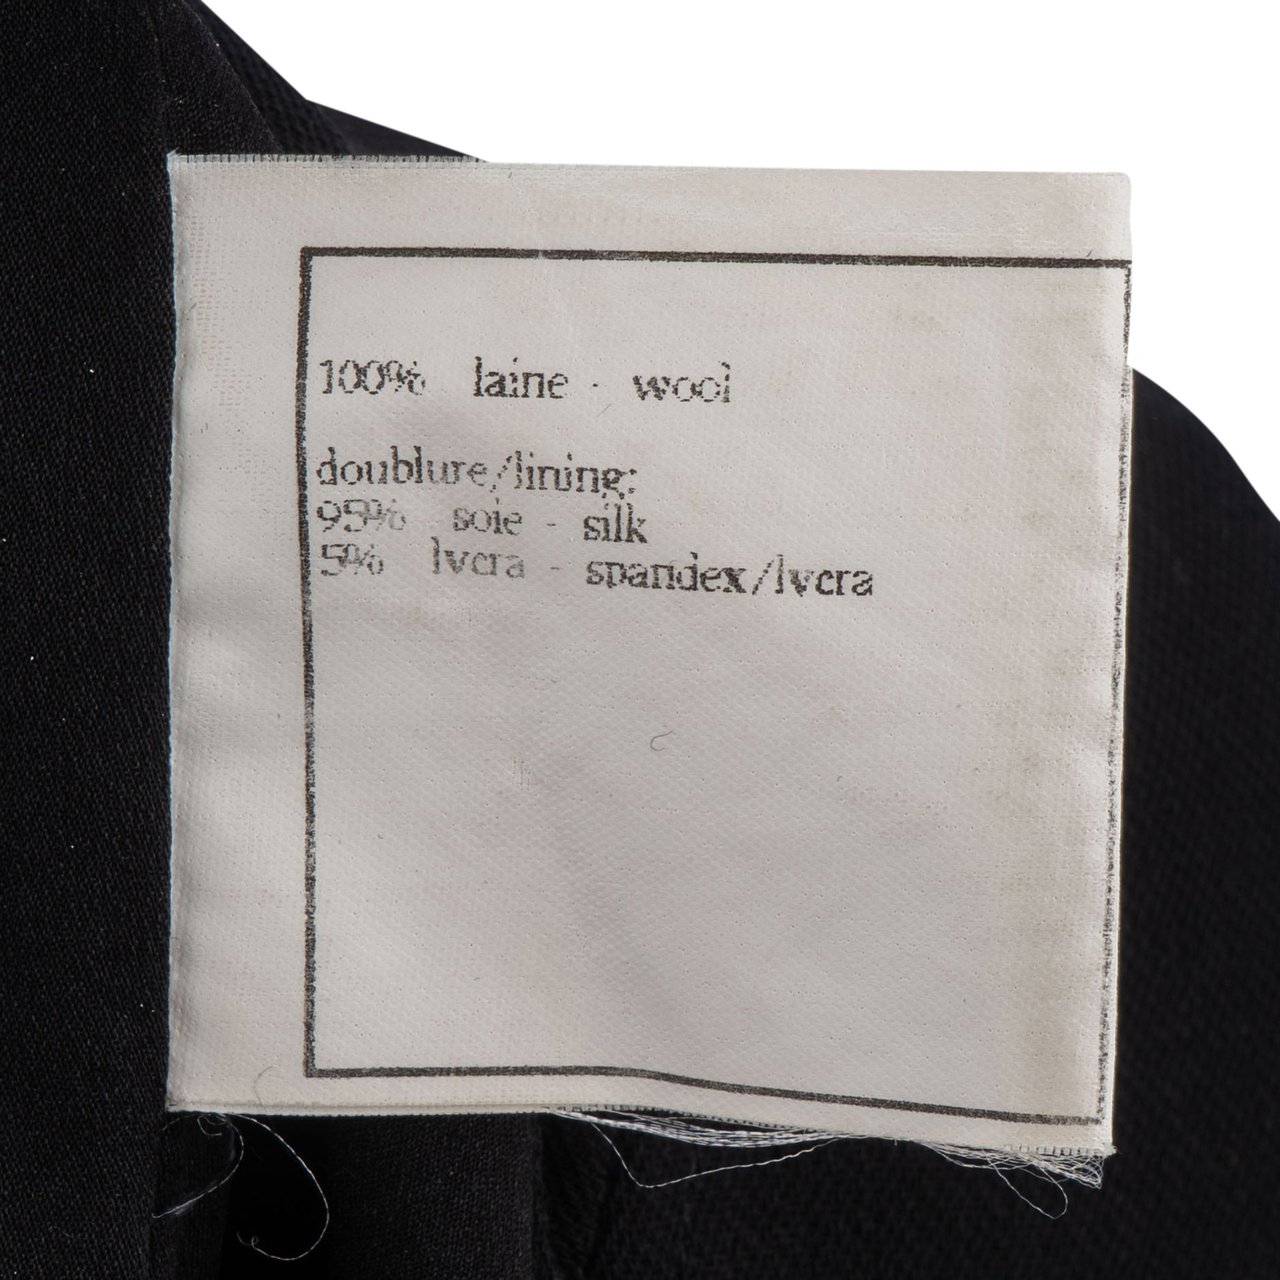 100% laine - wool
doublure/lining:
95% soie - silk
5% lycra - spandex/lycra